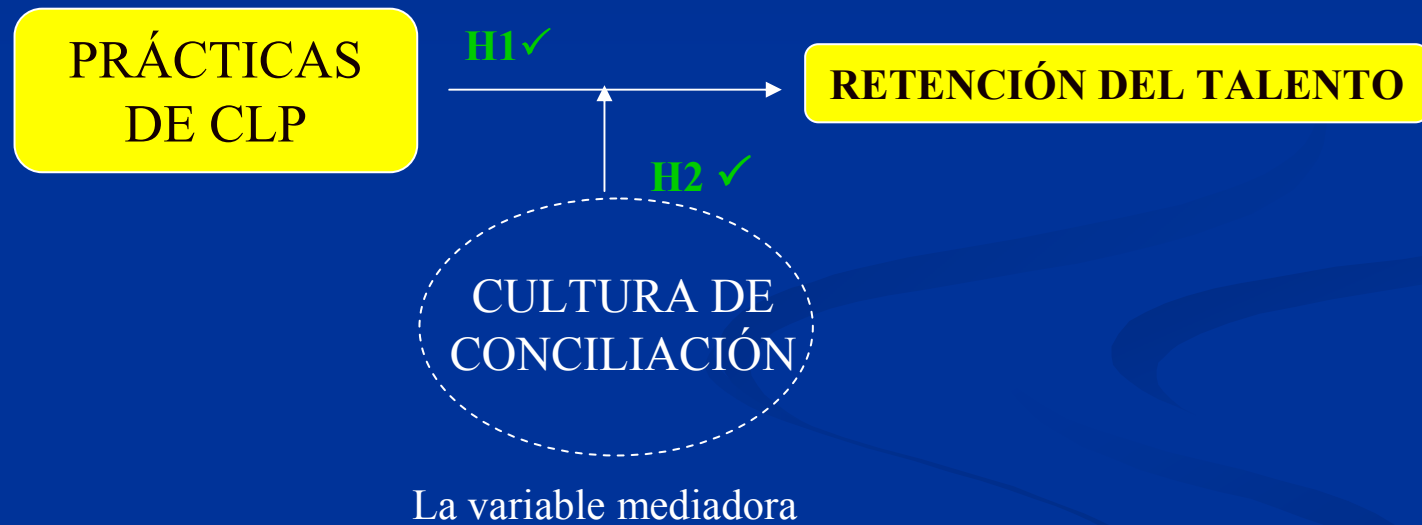 PRÁCTICAS
DE CLP
H1✓
RETENCIÓN DEL TALENTO
H2 ✓
CULTURA DE
CONCILIACIÓN
La variable mediadora